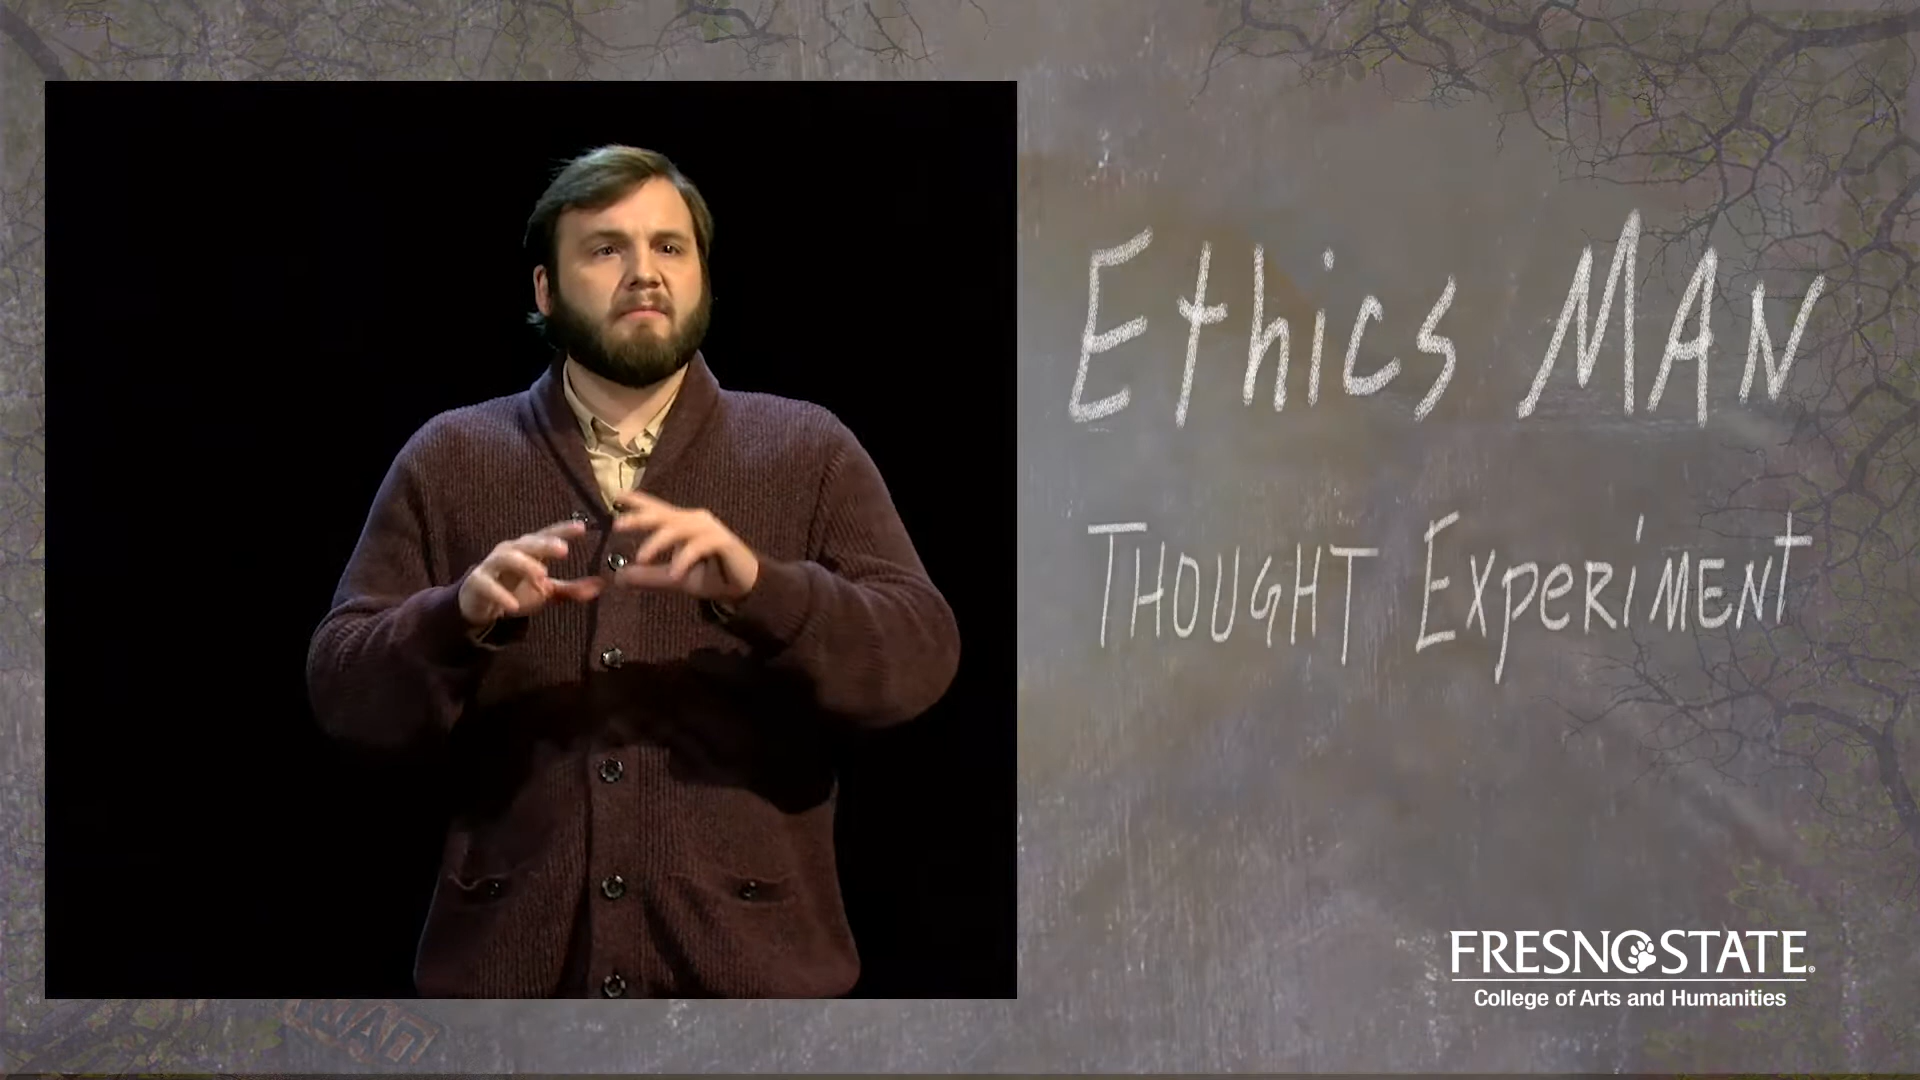 Ethics MAN
THOUGHT ExpeRiMENT
FRESNO STATE®
College of Arts and Humanities